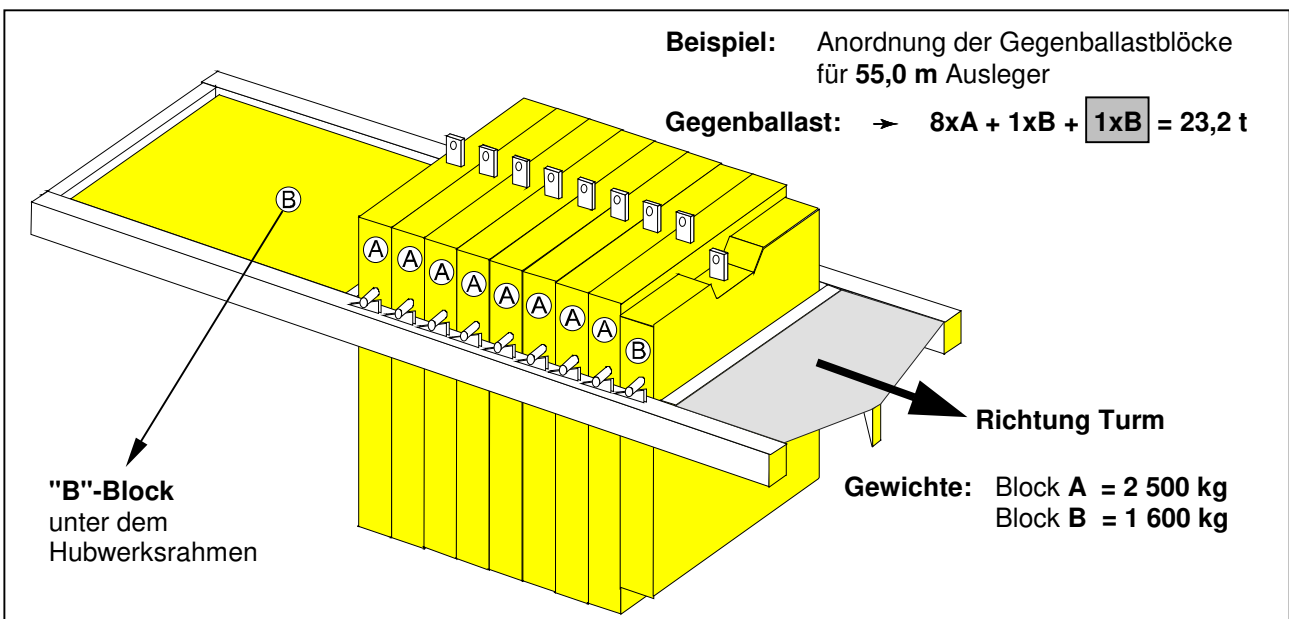 Beispiel: Anordnung der Gegenballastblöcke
für 55,0 m Ausleger
Gegenballast: → 8xA + 1xB + 1xB = 23,2 t
B
A
A
A
A
A
A
A
A
B
Richtung Turm
"B"-Block
unter dem
Hubwerksrahmen
Gewichte: Block A = 2 500 kg
Block B = 1 600 kg